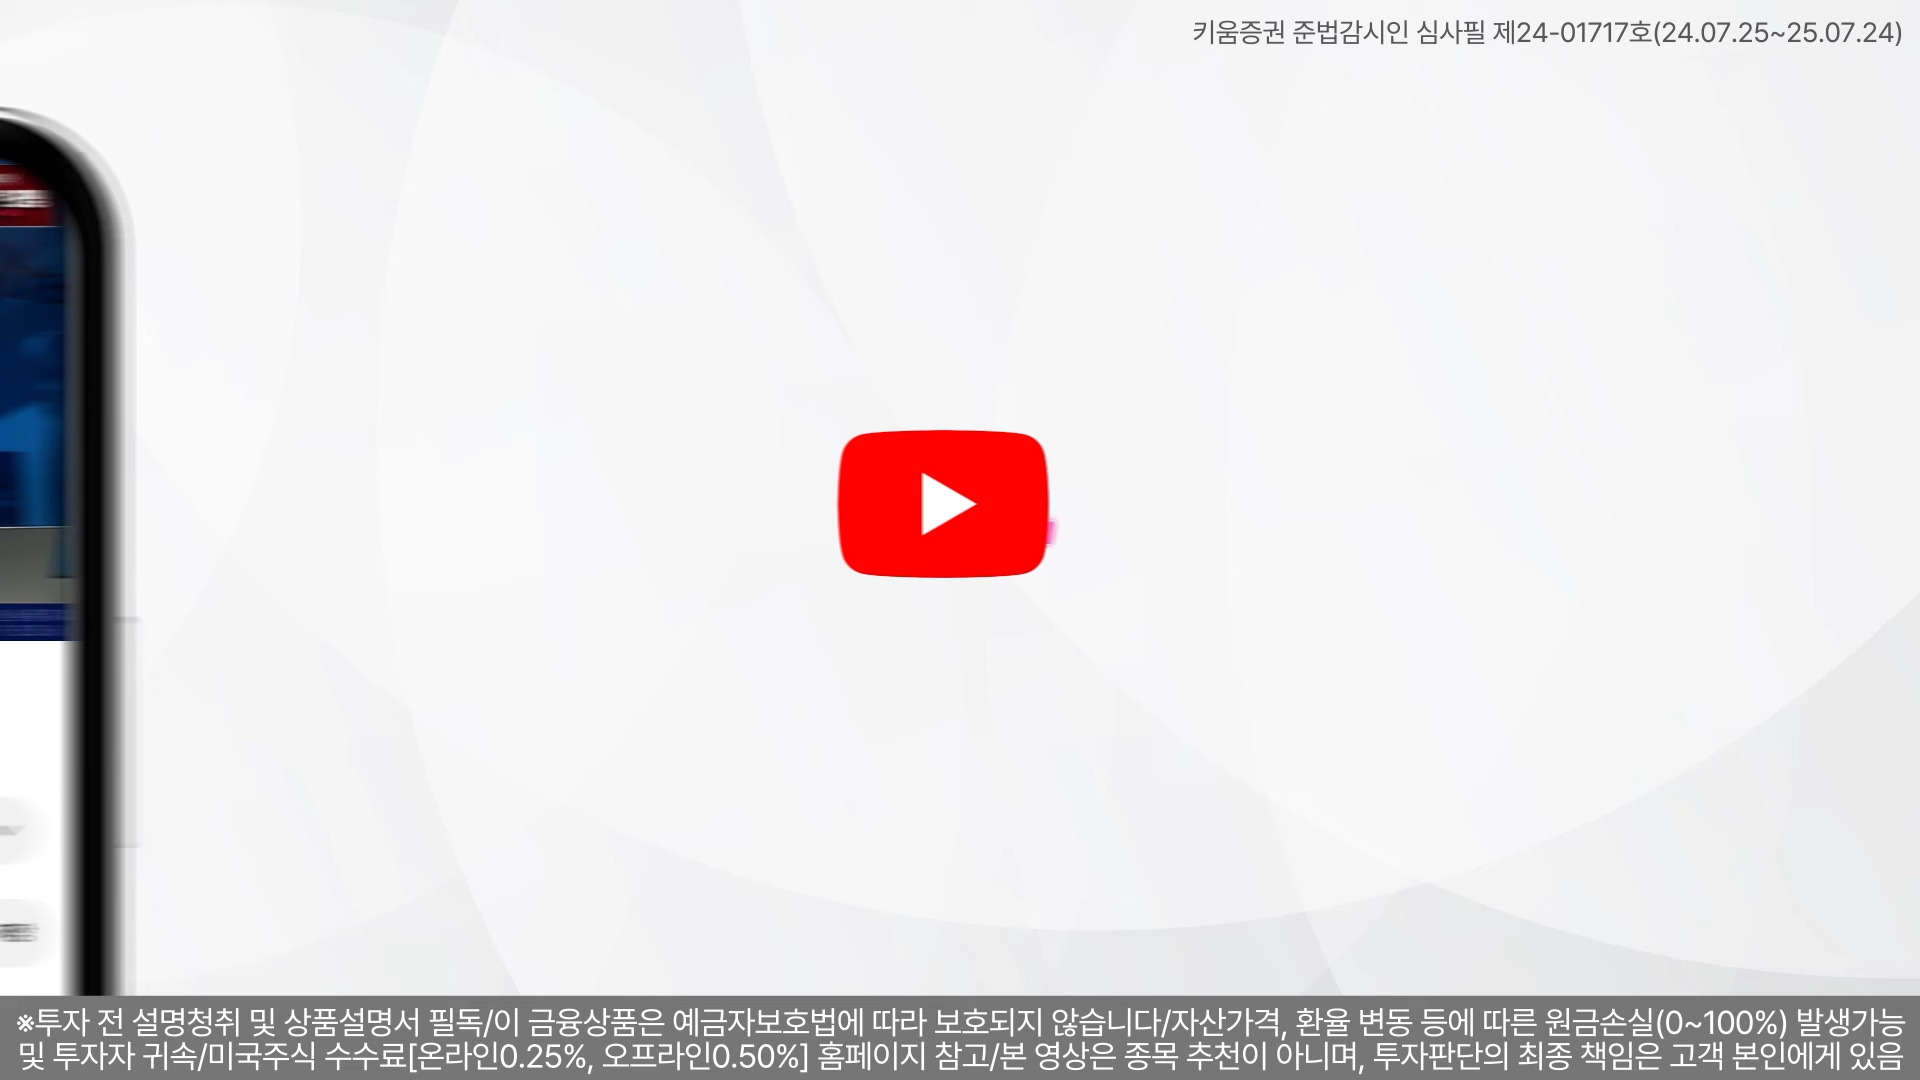 키움증권 준법감시인 심사필 제24-01717호(24.07.25~25.07.24)
※투자 전 설명청취 및 상품설명서 필독/이 금융상품은 예금자보호법에 따라 보호되지 않습니다/자산가격, 환율 변동 등에 따른 원금손실(0~100%) 발생가능
및 투자자 귀속/미국주식 수수료[온라인0.25%, 오프라인0.50%] 홈페이지 참고/본 영상은 종목 추천이 아니며, 투자판단의 최종 책임은 고객 본인에게 있음